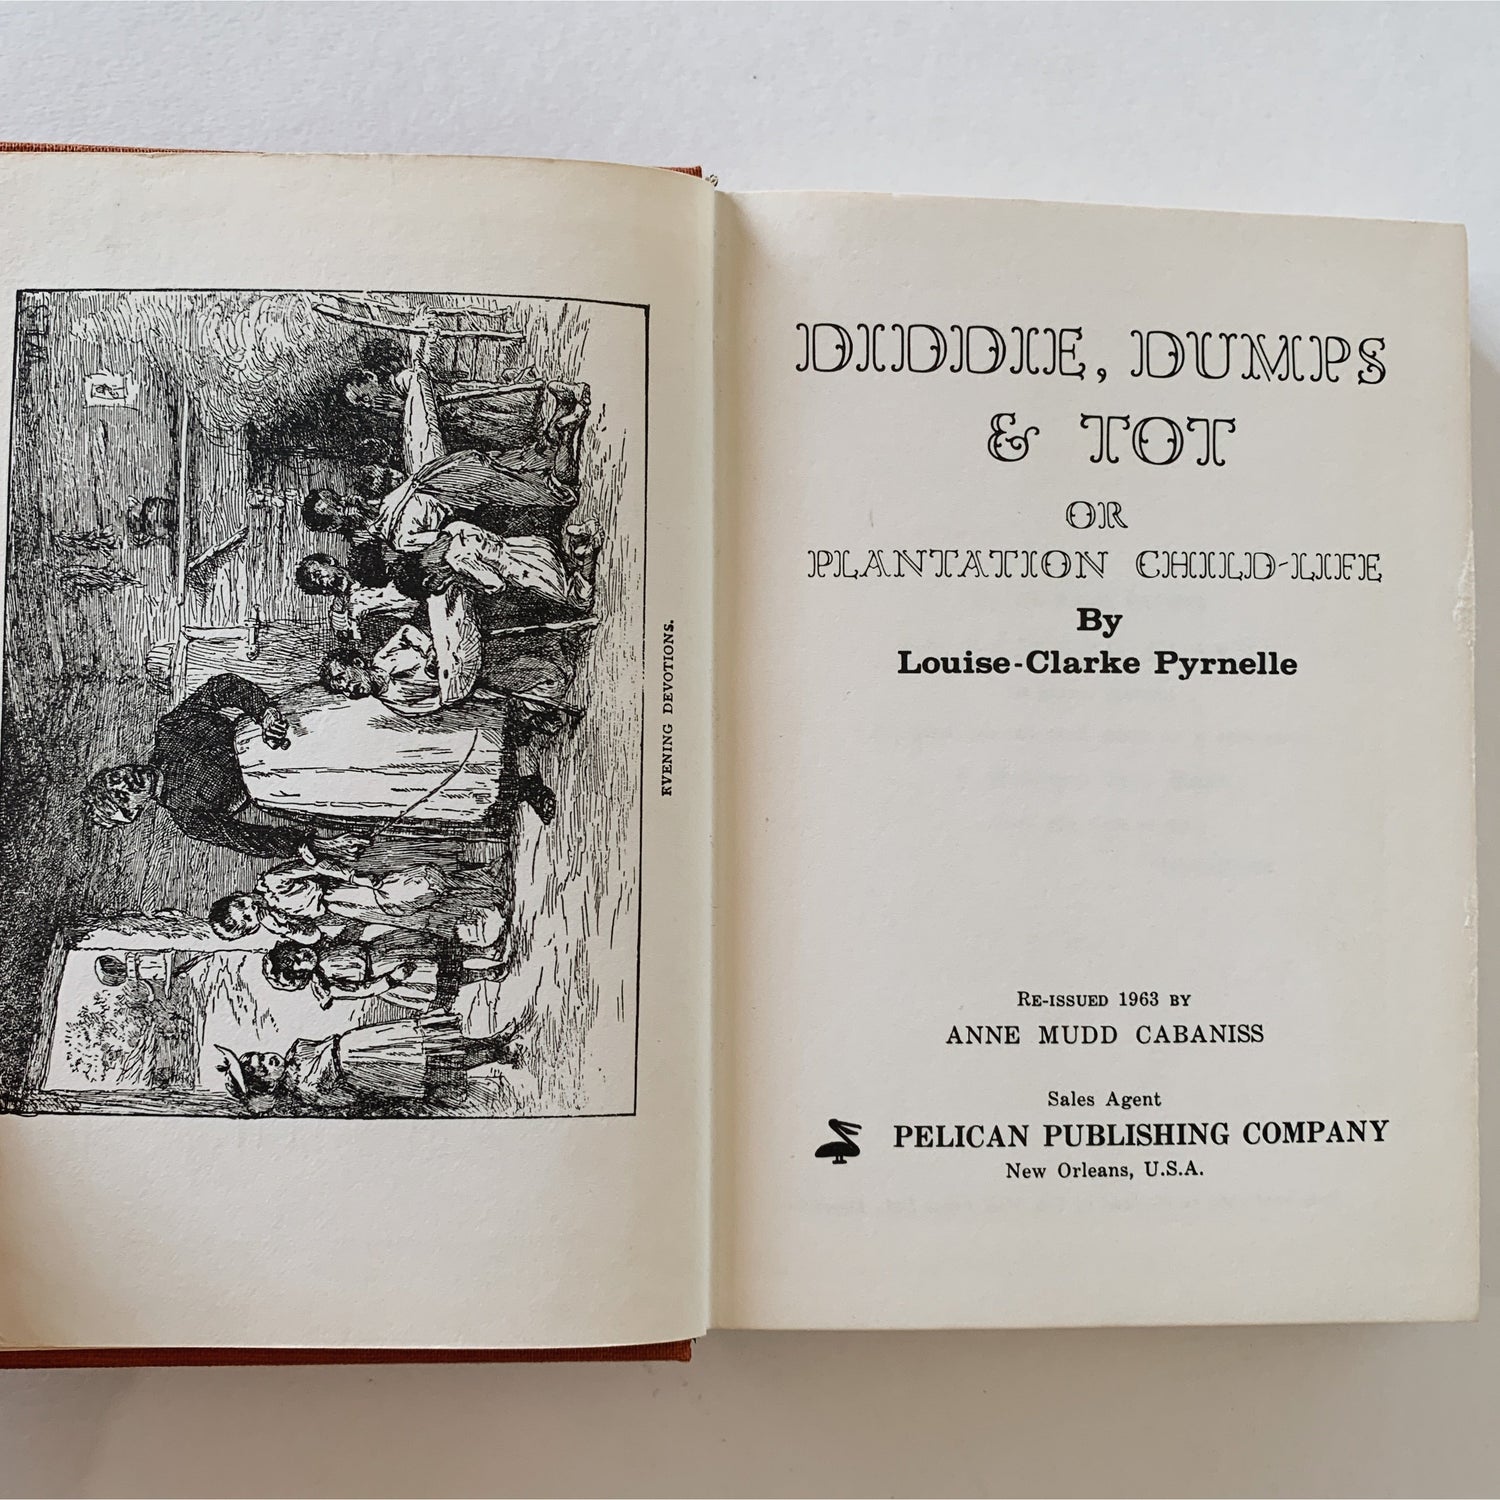 EVENING DEVOTIONS.
DIDDIE, DUMPS
& TOT
OR
PLANTATION CHILD-LIFE
By
Louise-Clarke Pyrnelle
RE-ISSUED 1963 BY
ANNE MUDD CABANISS
Sales Agent
PELICAN PUBLISHING COMPANY
New Orleans, U.S.A.